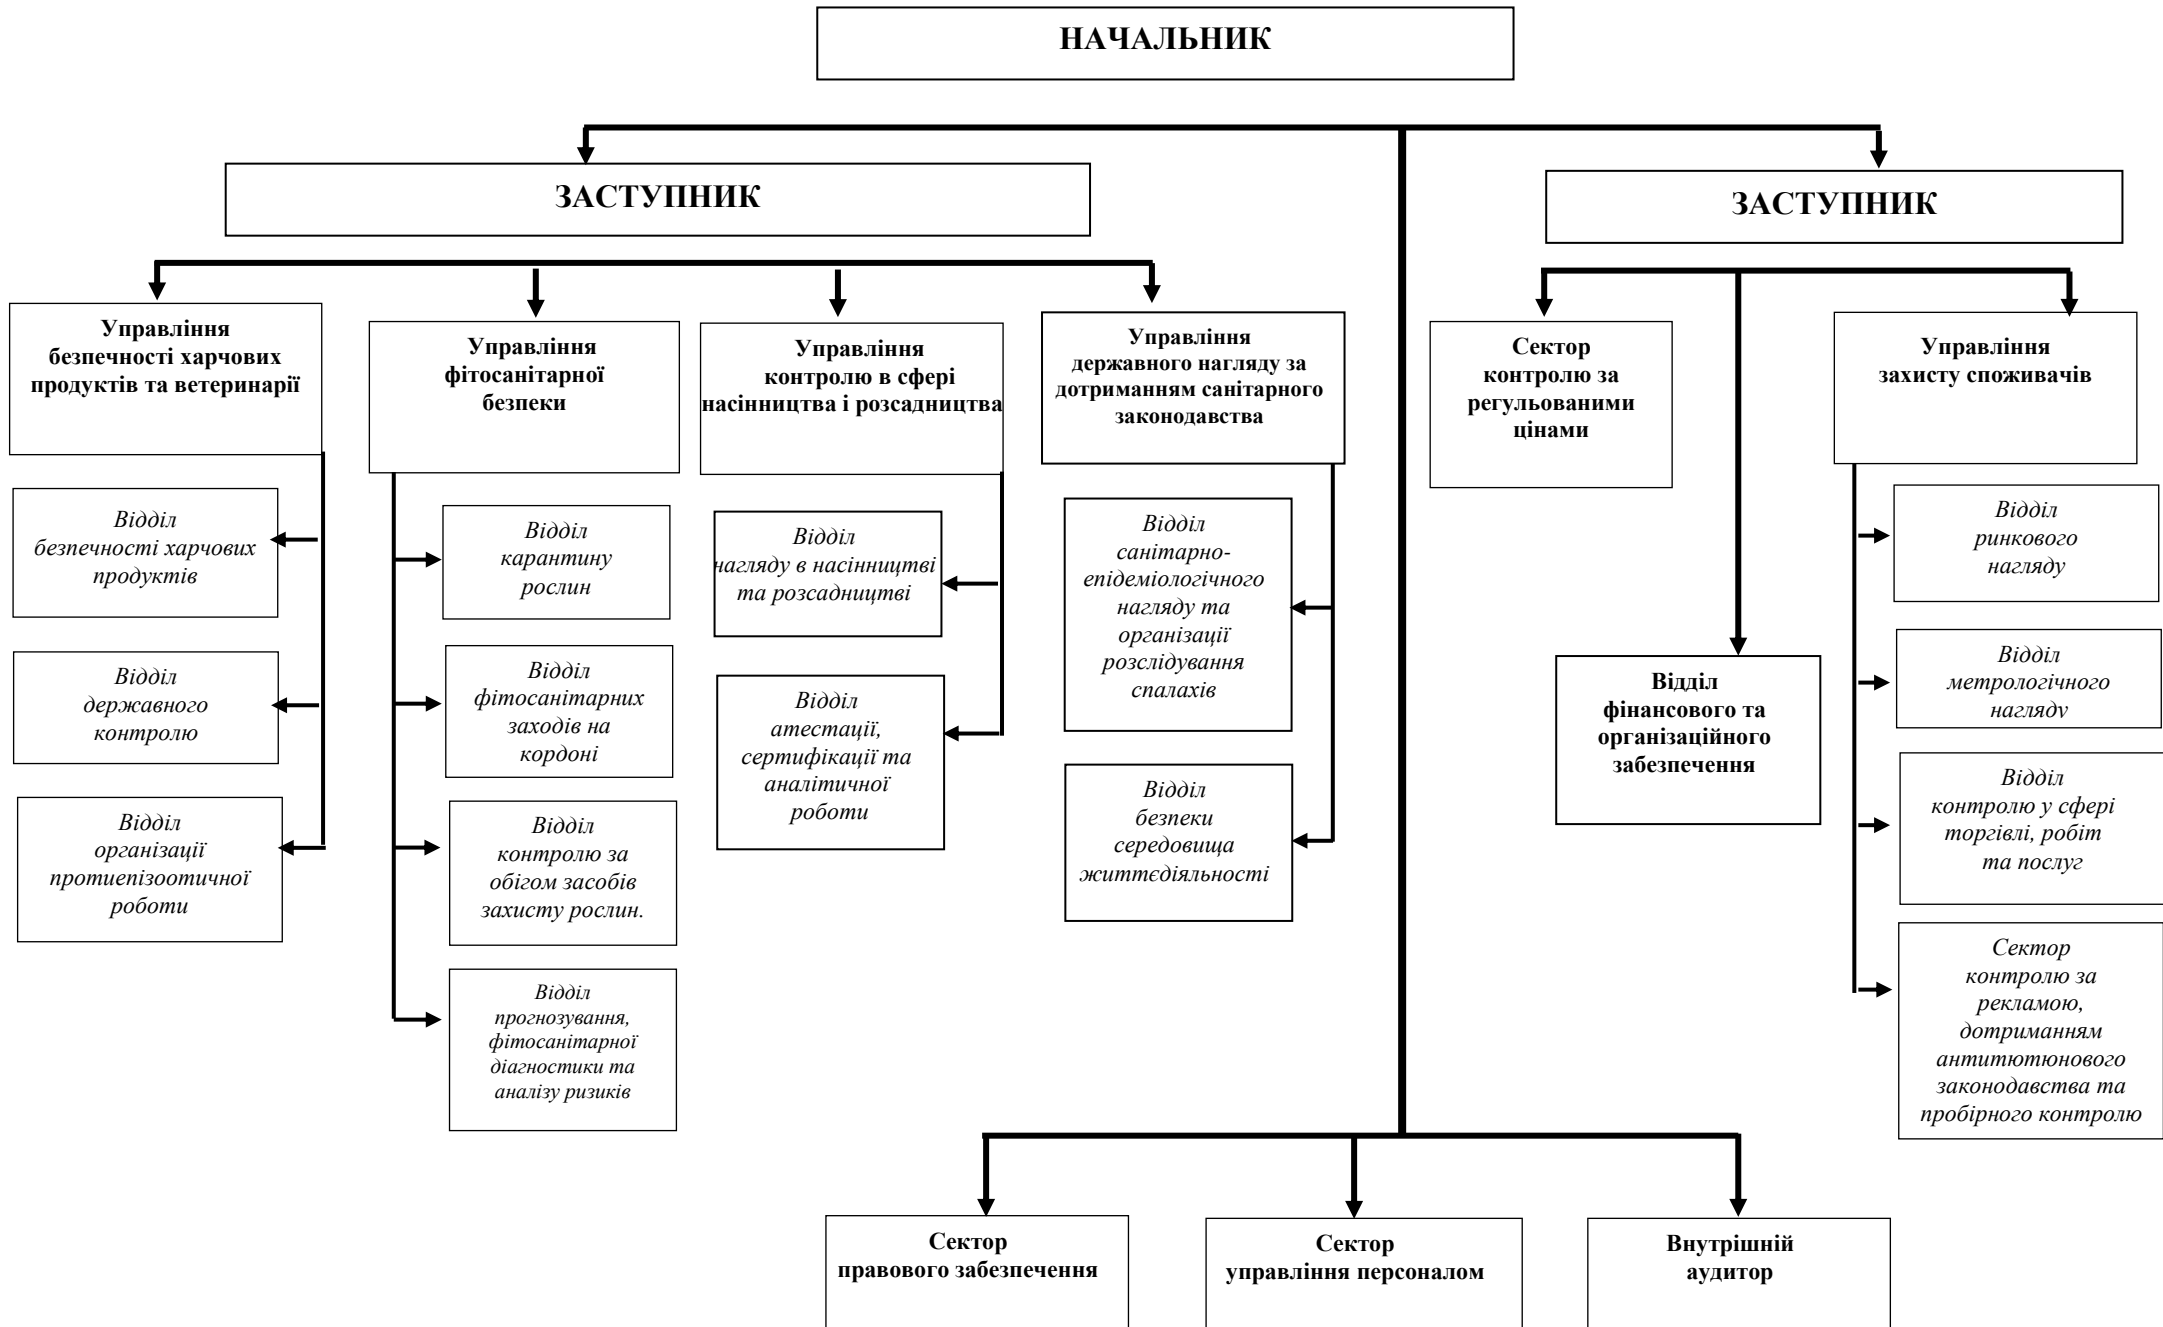 НАЧАЛЬНИК
ЗАСТУПНИК
ЗАСТУПНИК
Управління
безпечності харчових
продуктів та ветеринарії
Управління
фітосанітарної
безпеки
Управління
контролю в сфері
насінництва і розсадництва
Управління
державного нагляду за
дотриманням санітарного
законодавства
Сектор
контролю за
регульованими
цінами
Управління
захисту споживачів
Відділ
безпечності харчових
продуктів
Відділ
державного
контролю
Відділ
організації
протиепізоотичної
роботи
Відділ
карантину
рослин
Відділ
фітосанітарних
заходів на
кордоні
Відділ
контролю за
обігом засобів
захисту рослин.
Відділ
прогнозування,
фітосанітарної
діагностики та
аналізу ризиків
Відділ
нагляду в насінництві
та розсадництві
Відділ
атестації,
сертифікації та
аналітичної
роботи
Відділ
санітарно-
епідеміологічного
нагляду та
організації
розслідування
спалахів
Відділ
безпеки
середовища
життєдіяльності
Відділ
фінансового та
організаційного
забезпечення
Відділ
ринкового
нагляду
Відділ
метрологічного
нагляду
Відділ
контролю у сфері
торгівлі, робіт
та послуг
Сектор
контролю за
рекламою,
дотриманням
антитютюнового
законодавства та
пробірного контролю
Сектор
правового забезпечення
Сектор
управління персоналом
Внутрішній
аудитор